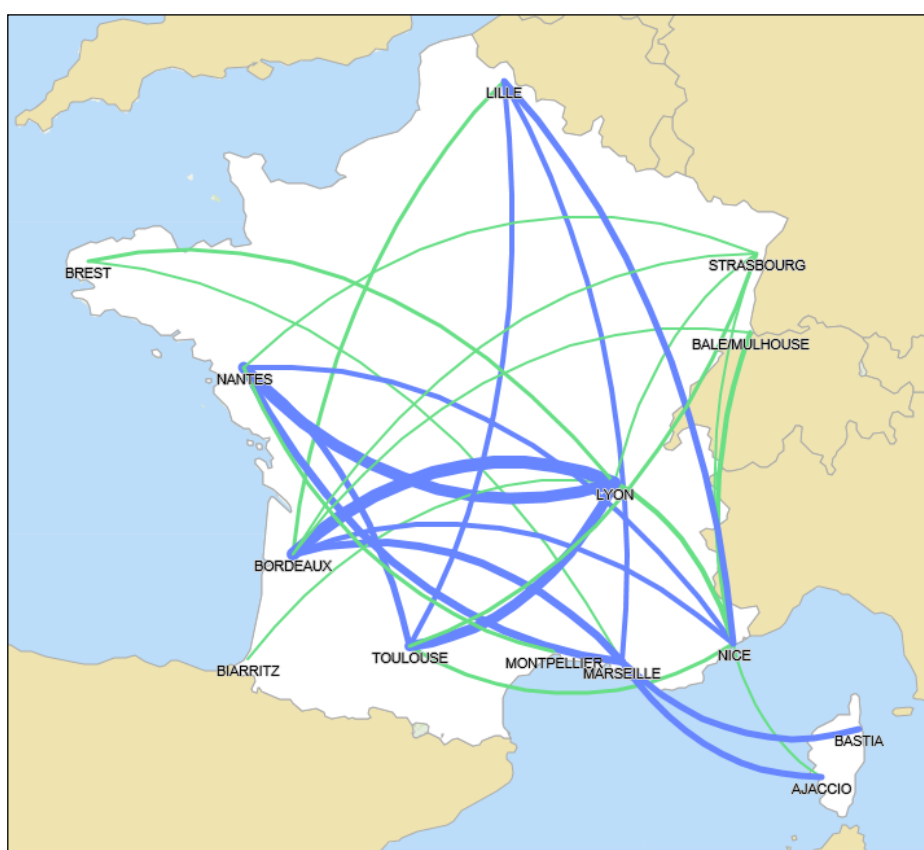 LILLE
STRASBOURG
BREST
BALE/MULHOUSE
NANTES
LYON
BORDEAUX
TOULOUSE
NICE
MONTPELLIER
BIARRITZ
MARSEILLE
BASTIA
AJACCIO